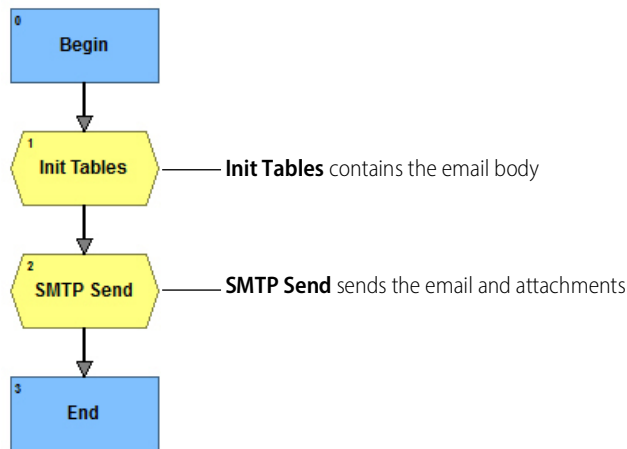 0
Begin
1
Init Tables
Init Tables contains the email body
2
SMTP Send
SMTP Send sends the email and attachments
3
End